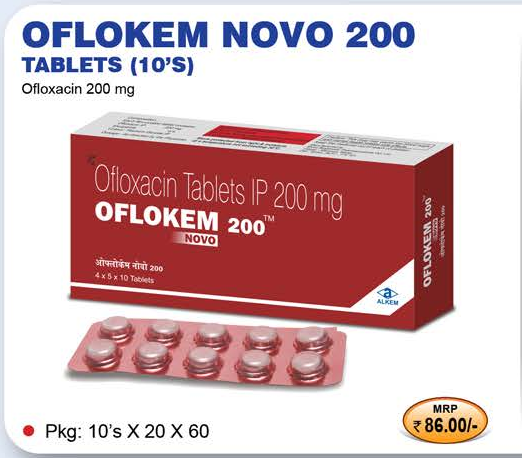 OFLOKEM NOVO 200
TABLETS (10'S)
Ofloxacin 200 mg
Ofloxacin Tablets IP 200 mg
OFLOKEM 200™
NOVO
ओफ्लोकेम नोवो 200
4 x 5 x 10 Tablets
OFLOKEM 200
NOVO
a
ALKEM
Pkg: 10's X 20 X 60
MRP
₹ 86.00/-